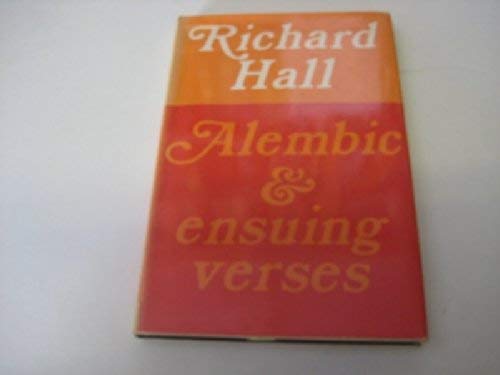 Richard
Hall
Alembic
&
ensuing
verses